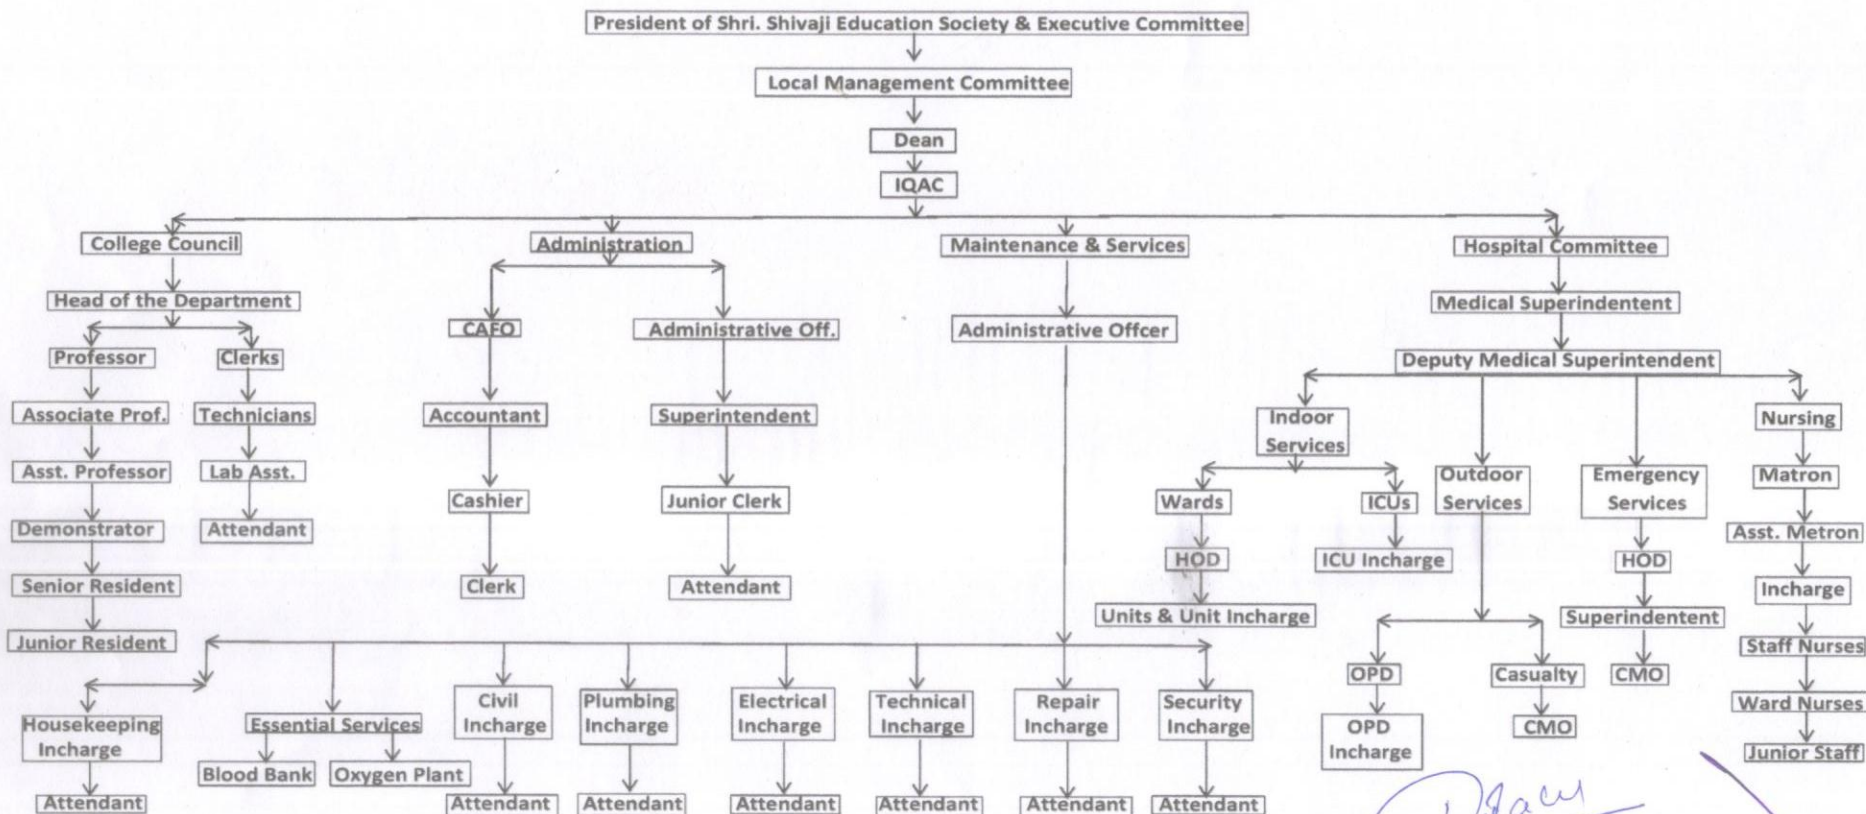 President of Shri. Shivaji Education Society & Executive Committee
Local Management Committee
Dean
IQAC
College Council
Administration
Maintenance & Services
Hospital Committee
Head of the Department
Medical Superindentent
CAFO
Administrative Off.
Administrative Offcer
Professor
Clerks
Deputy Medical Superintendent
Associate Prof.
Technicians
Accountant
Superintendent
Indoor
Services
Nursing
Asst. Professor
Lab Asst.
Cashier
Junior Clerk
Wards
ICUs
Outdoor
Services
Emergency
Services
Matron
Demonstrator
Attendant
HOD
ICU Incharge
HOD
Asst. Metron
Senior Resident
Clerk
Attendant
Units & Unit Incharge
Superindentent
Incharge
Junior Resident
Staff Nurses
OPD
Casualty
CMO
Housekeeping
Incharge
Essential Services
Civil
Incharge
Plumbing
Incharge
Electrical
Incharge
Technical
Incharge
Repair
Incharge
Security
Incharge
OPD
Incharge
CMO
Ward Nurses
Junior Staff
Blood Bank
Oxygen Plant
Attendant
Attendant
Attendant
Attendant
Attendant
Attendant
Attendant